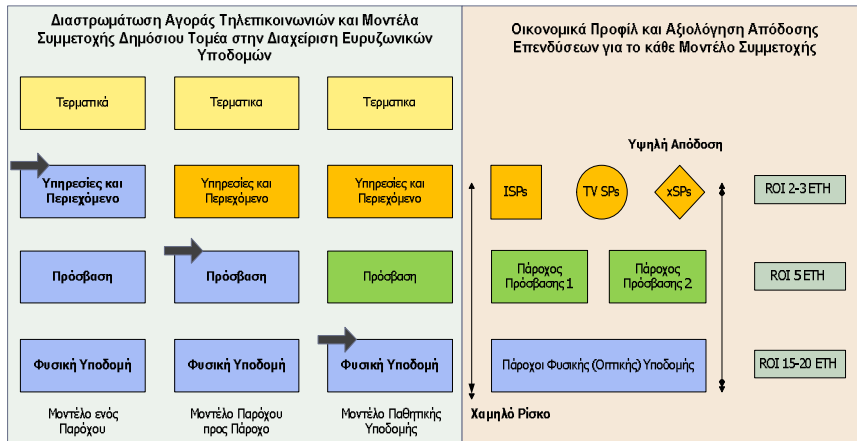 Διαστρωμάτωση Αγοράς Τηλεπικοινωνιών και Μοντέλα
Συμμετοχής Δημόσιου Τομέα στην Διαχείριση Ευρυζωνικών
Υποδομών
Οικονομικά Προφίλ και Αξιολόγηση Απόδοσης
Επενδύσεων για το κάθε Μοντέλο Συμμετοχής
Τερματικά
Τερματικα
Τερματικα
Υψηλή Απόδοση
Υπηρεσίες και
Περιεχόμενο
Υπηρεσίες και
Περιεχόμενο
Υπηρεσίες και
Περιεχόμενο
ISPs
TV SPs
xSPs
ROI 2-3 ΕΤΗ
Πρόσβαση
Πρόσβαση
Πρόσβαση
Πάροχος
Πρόσβασης 1
Πάροχος
Πρόσβασης 2
ROI 5 ΕΤΗ
Φυσική Υποδομή
Φυσική Υποδομή
Φυσική Υποδομή
Πάροχοι Φυσικής (Οπτικής) Υποδομής
ROI 15-20 ΕΤΗ
Μοντέλο ενός
Παρόχου
Μοντέλο Παρόχου
προς Πάροχο
Μοντέλο Παθητικής
Υποδομής
Χαμηλό Ρίσκο